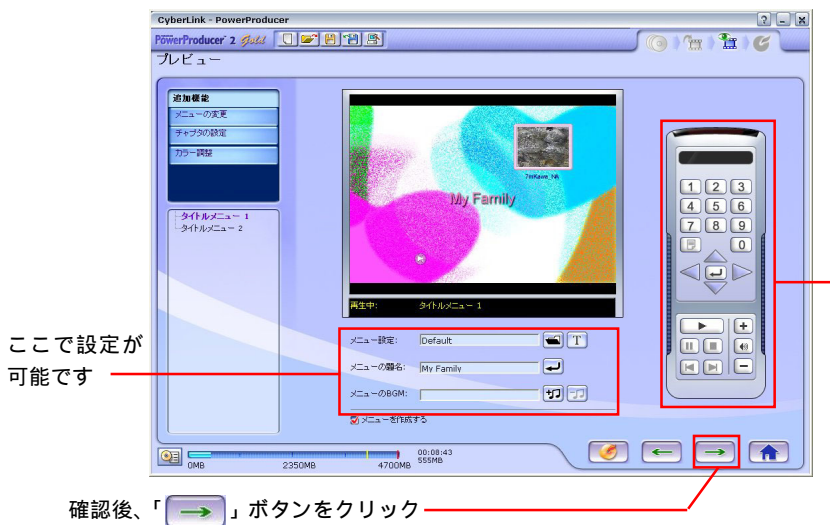 CyberLink - PowerProducer
PowerProducer 2 Gold
プレビュー
追加機能
メニューの変更
チャプタの設定
カラー調整
タイトルメニュー 1
タイトルメニュー 2
My Family
再生中: タイトルメニュー 1
メニュー設定: Default
T
メニューの題名: My Family
メニューのBGM:
メニューを作成する
1 2 3
4 5 6
7 8 9
0
00:08:43
555MB
0MB 2350MB 4700MB
ここで設定が
可能です
確認後、「 」ボタンをクリック